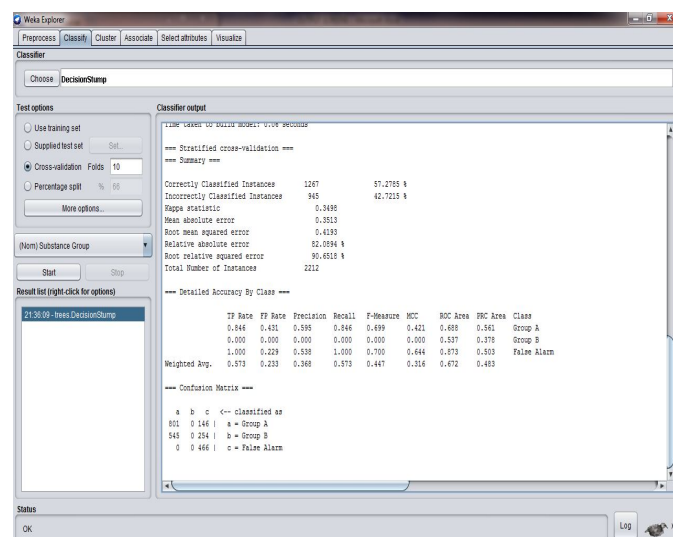 Weka Explorer
Preprocess Classify Cluster Associate Select attributes Visualize
Classifier
Choose DecisionStump
Test options
Use training set
Supplied test set Set...
Cross-validation Folds 10
Percentage split % 66
More options...
(Nom) Substance Group
Start Stop
Result list (right-click for options)
21:36:09 - trees.DecisionStump
Classifier output
Time taken to build model: 0.06 seconds
=== Stratified cross-validation ===
=== Summary ===
Correctly Classified Instances 1267 57.2785 %
Incorrectly Classified Instances 945 42.7215 %
Kappa statistic 0.3498
Mean absolute error 0.3513
Root mean squared error 0.4193
Relative absolute error 82.0894 %
Root relative squared error 90.6518 %
Total Number of Instances 2212
=== Detailed Accuracy By Class ===
TP Rate FP Rate Precision Recall F-Measure MCC ROC Area PRC Area Class
0.846 0.431 0.595 0.846 0.699 0.421 0.688 0.561 Group A
0.000 0.000 0.000 0.000 0.000 0.000 0.537 0.378 Group B
1.000 0.229 0.538 1.000 0.700 0.644 0.873 0.503 False Alarm
Weighted Avg. 0.573 0.233 0.368 0.573 0.447 0.316 0.672 0.483
=== Confusion Matrix ===
a b c <-- classified as
801 0 146 | a = Group A
545 0 254 | b = Group B
0 0 466 | c = False Alarm
Status
OK
Log